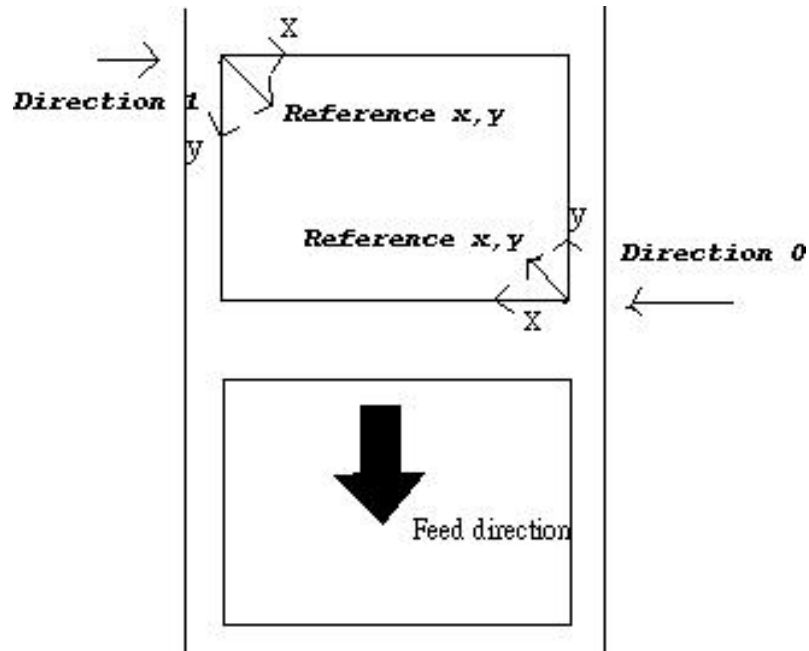 X
Direction 1
Reference x,y
y
y
Reference x,y
Direction 0
X
Feed direction